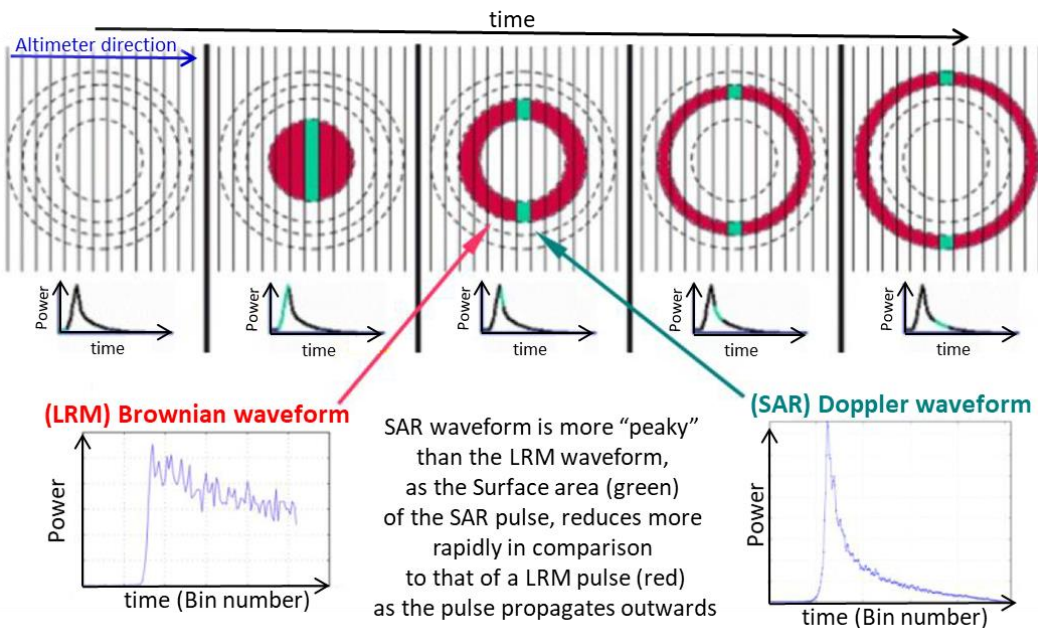 time
Altimeter direction
Power
time
Power
time
Power
time
Power
time
Power
time
(LRM) Brownian waveform
Power
time (Bin number)
SAR waveform is more “peaky”
than the LRM waveform,
as the Surface area (green)
of the SAR pulse, reduces more
rapidly in comparison
to that of a LRM pulse (red)
as the pulse propagates outwards
(SAR) Doppler waveform
Power
time (Bin number)